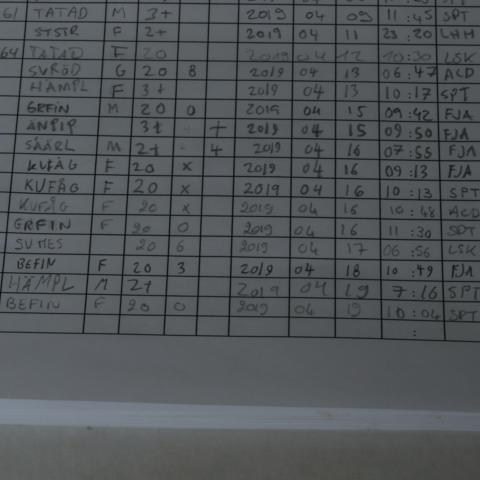 61 TATAD M 3+ 2019 04 09 11:45 SPT
STSTR F 2+ 2019 04 11 23:20 LHH
64 TATAD F 20 2019 04 12 10:30 LSK
SVRÖD G 20 8 2019 04 13 06:47 ALD
HÄMPL F 3+ 2019 04 13 10:17 SPT
GRFIN M 20 0 2019 04 15 09:42 FJA
ÄNPIP 3+ - + 2019 04 15 09:50 FJA
SÄÄRL M 2+ - 4 2019 04 16 07:55 FJA
KUFÅG F 20 x 2019 04 16 09:13 FJA
KUFÅG F 20 x 2019 04 16 10:13 SPT
KUFÅG F 20 x 2019 04 16 10:48 ACD
GRFIN F 20 0 2019 04 16 11:30 SPT
SVMES 20 6 2019 04 17 06:56 LSK
BEFIN F 20 3 2019 04 18 10:49 FJA
HÄMPL M 2+ 2019 04 19 7:16 SPT
BEFIN F 20 0 2019 04 19 10:04 SPT
: